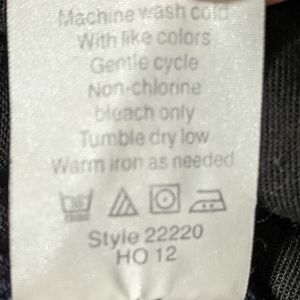 Machine wash cold
With like colors
Gentle cycle
Non-chlorine
bleach only
Tumble dry low
Warm iron as needed
Style 22220
HO 12